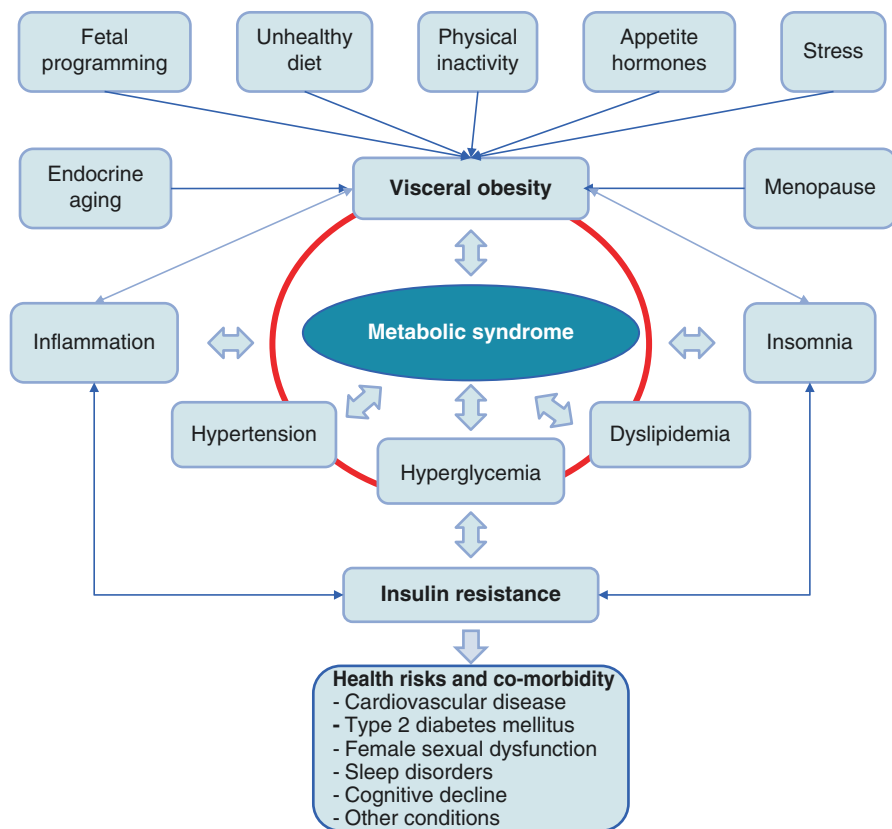 Fetal
programming
Unhealthy
diet
Physical
inactivity
Appetite
hormones
Stress
Endocrine
aging
Visceral obesity
Menopause
Inflammation
Metabolic syndrome
Insomnia
Hypertension
Hyperglycemia
Dyslipidemia
Insulin resistance
Health risks and co-morbidity
- Cardiovascular disease
- Type 2 diabetes mellitus
- Female sexual dysfunction
- Sleep disorders
- Cognitive decline
- Other conditions